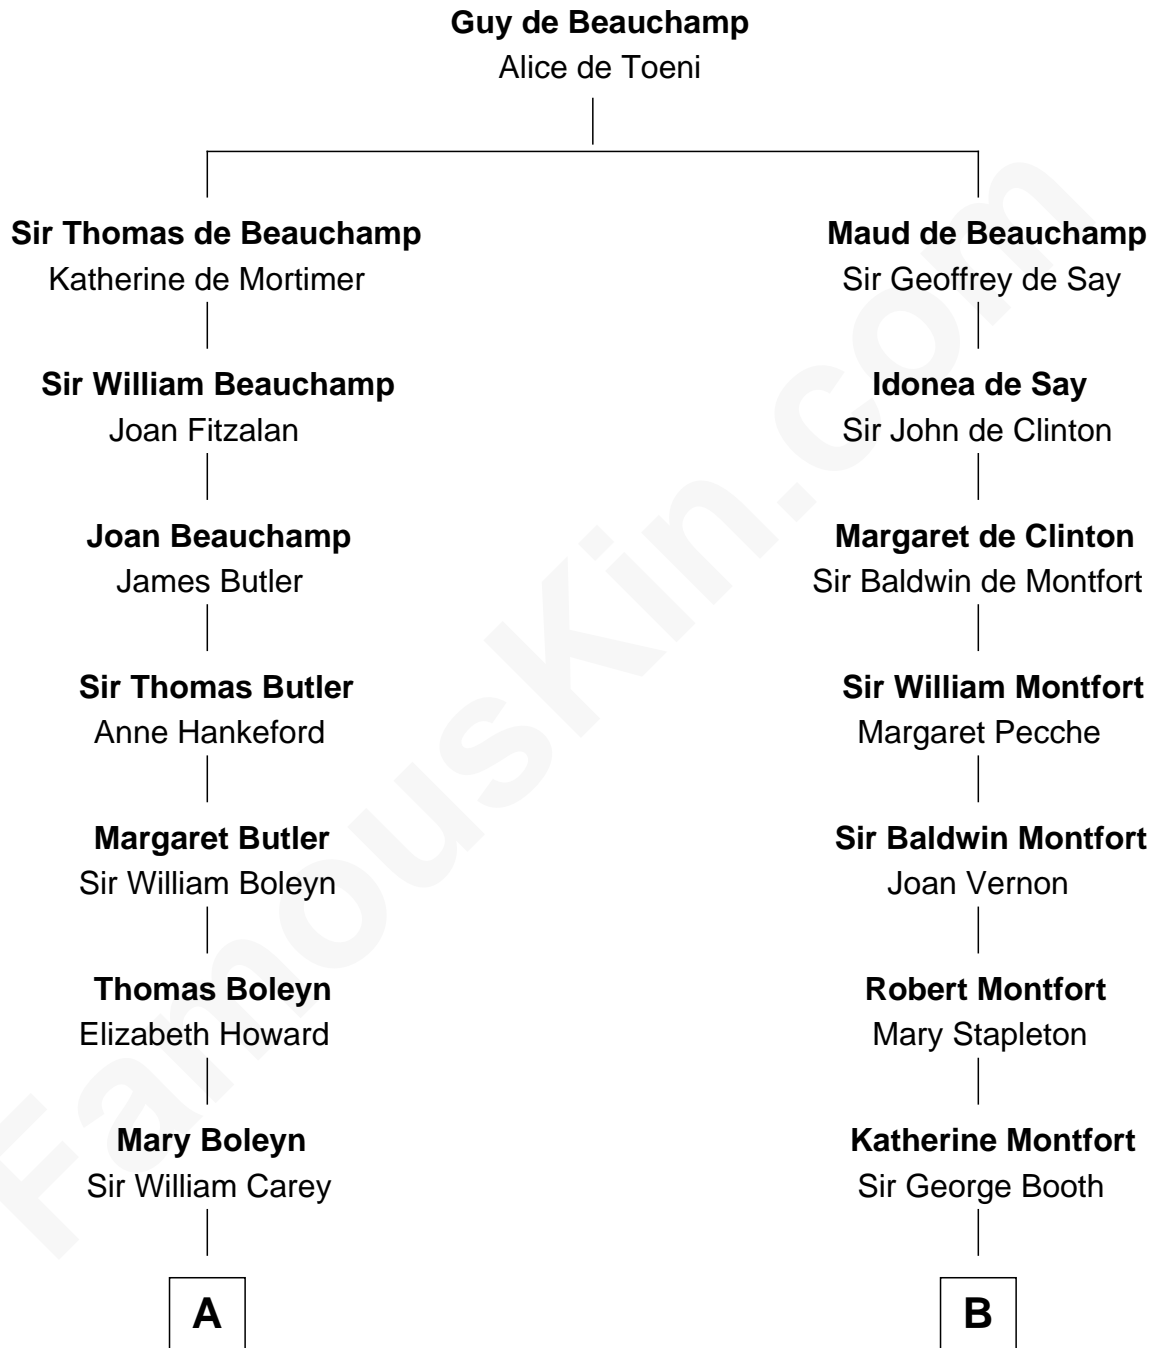 Guy de Beauchamp
Alice de Toeni
Sir Thomas de Beauchamp
Katherine de Mortimer
Maud de Beauchamp
Sir Geoffrey de Say
Sir William Beauchamp
Joan Fitzalan
Idonea de Say
Sir John de Clinton
Joan Beauchamp
James Butler
Margaret de Clinton
Sir Baldwin de Montfort
Sir Thomas Butler
Anne Hankeford
Sir William Montfort
Margaret Pecche
Margaret Butler
Sir William Boleyn
Sir Baldwin Montfort
Joan Vernon
Thomas Boleyn
Elizabeth Howard
Robert Montfort
Mary Stapleton
Mary Boleyn
Sir William Carey
Katherine Montfort
Sir George Booth
A
B
FamousKin.com